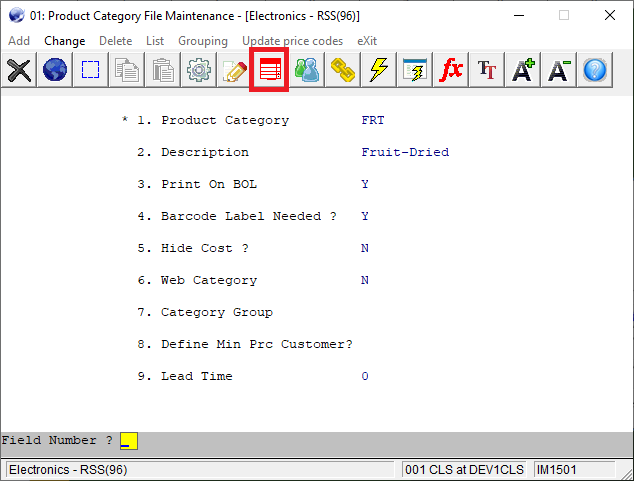 01: Product Category File Maintenance - [Electronics - RSS(96)]
Add Change Delete List Grouping Update price codes eXit
fx TT A+ A- ?
* 1. Product Category FRT
2. Description Fruit-Dried
3. Print On BOL Y
4. Barcode Label Needed ? Y
5. Hide Cost ? N
6. Web Category N
7. Category Group
8. Define Min Prc Customer?
9. Lead Time 0
Field Number ? _
Electronics - RSS(96) 001 CLS at DEV1CLS IM1501